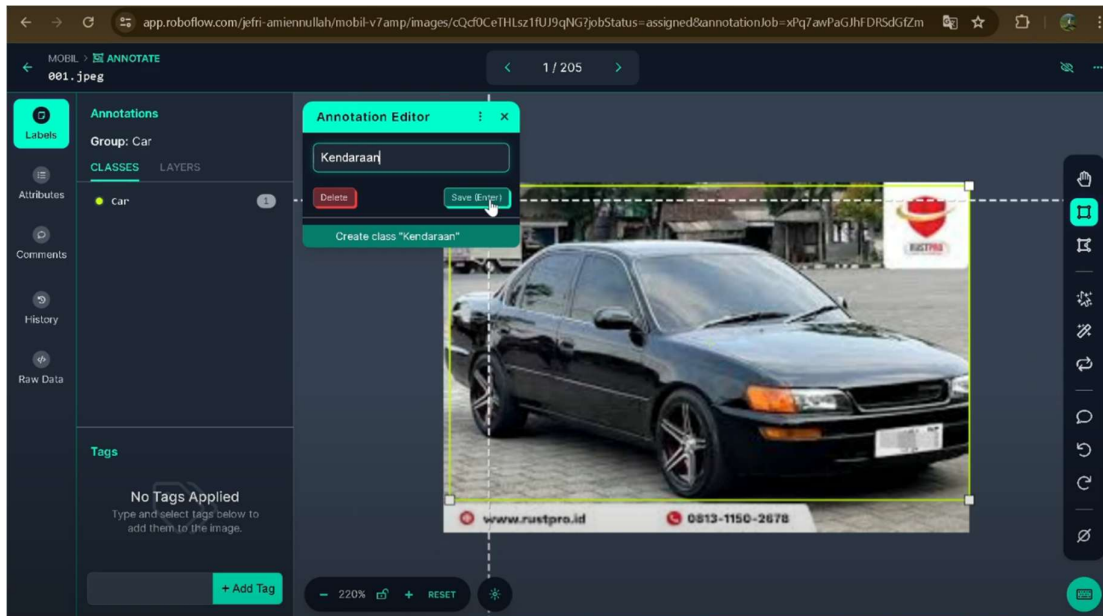 app.roboflow.com/jefri-amiennullah/mobil-v7amp/images/cQcf0CeTHLsz1fUJ9qNG?jobStatus=assigned&annotationJob=xPq7awPaGJhFDRSdGfZm
MOBIL > ANNOTATE
001.jpeg
1 / 205
Labels
Attributes
Comments
History
Raw Data
Annotations
Group: Car
CLASSES LAYERS
Car 1
Annotation Editor
Kendaraan
Delete Save (Enter)
Create class "Kendaraan"
RUSTPRO
www.rustpro.id 0813-1150-2678
Tags
No Tags Applied
Type and select tags below to
add them to the image.
+ Add Tag
- 220% + RESET